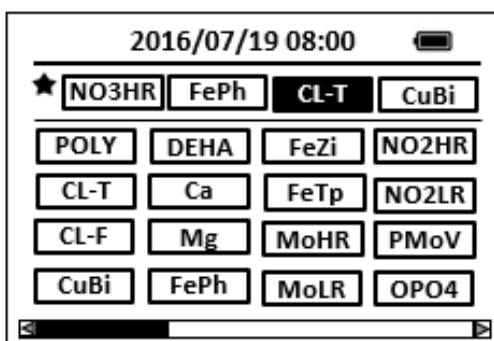 2016/07/19 08:00
NO3HR FePh CL-T CuBi
POLY DEHA FeZi NO2HR
CL-T Ca FeTp NO2LR
CL-F Mg MoHR PMoV
CuBi FePh MoLR OPO4